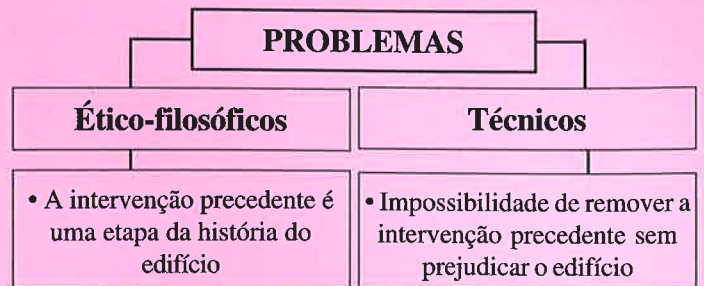 PROBLEMAS
Ético-filosóficos
Técnicos
• A intervenção precedente é
uma etapa da história do
edifício
• Impossibilidade de remover a
intervenção precedente sem
prejudicar o edifício